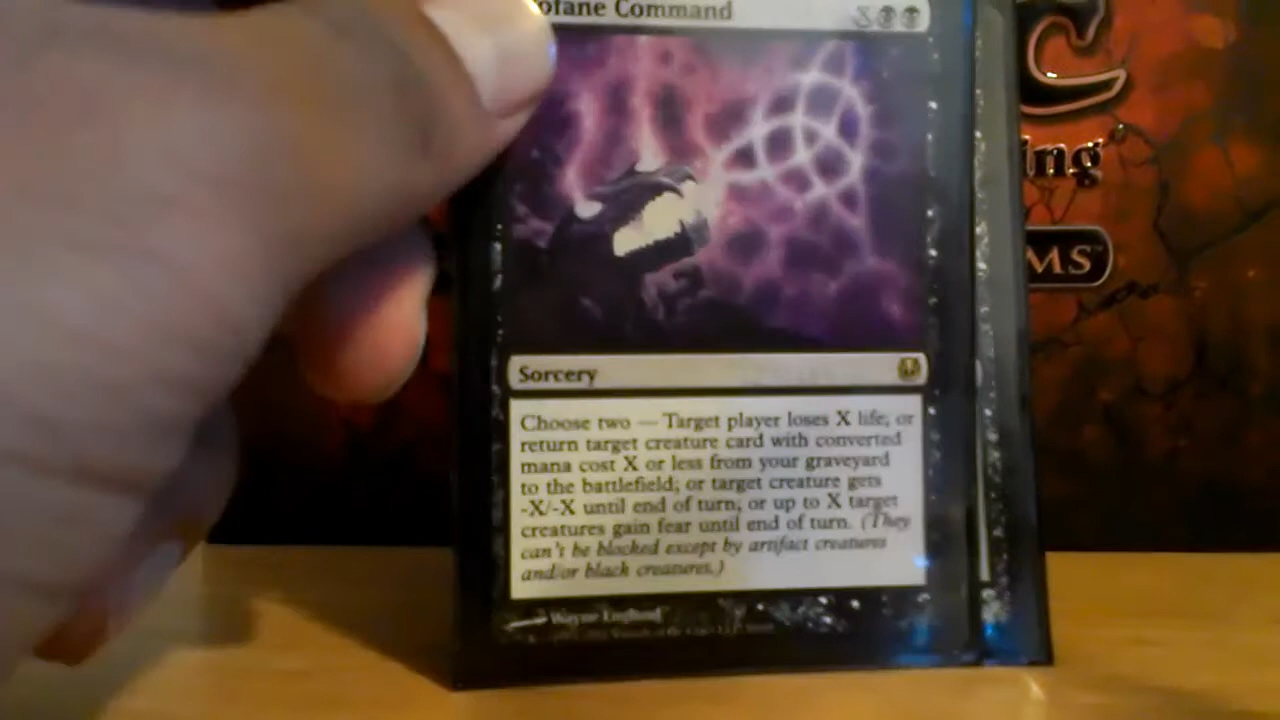 ofane Command
X
Sorcery
Choose two — Target player loses X life; or
return target creature card with converted
mana cost X or less from your graveyard
to the battlefield; or target creature gets
-X/-X until end of turn; or up to X target
creatures gain fear until end of turn. (They
can't be blocked except by artifact creatures
and/or black creatures.)
Wayne England
C
ing®
MS™